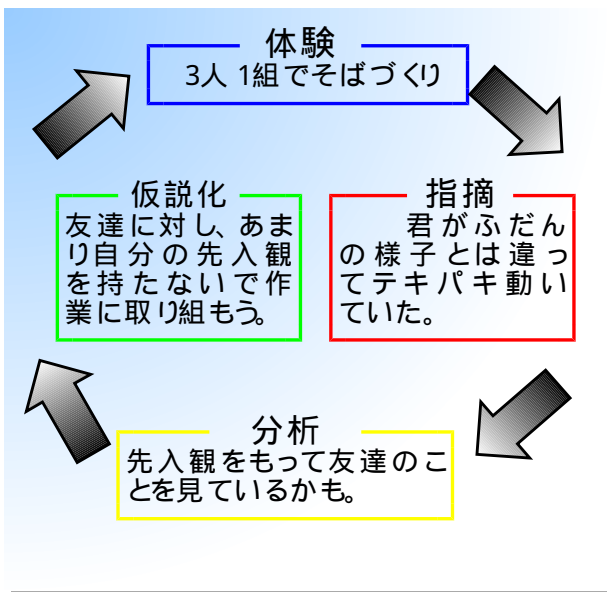 体験
3人1組でそばづくり
指摘
君がふだん
の様子とは違っ
てテキパキ動い
ていた。
分析
先入観をもって友達のこ
とを見ているかも。
仮説化
友達に対し、あま
り自分の先入観
を持たないで作
業に取り組もう。